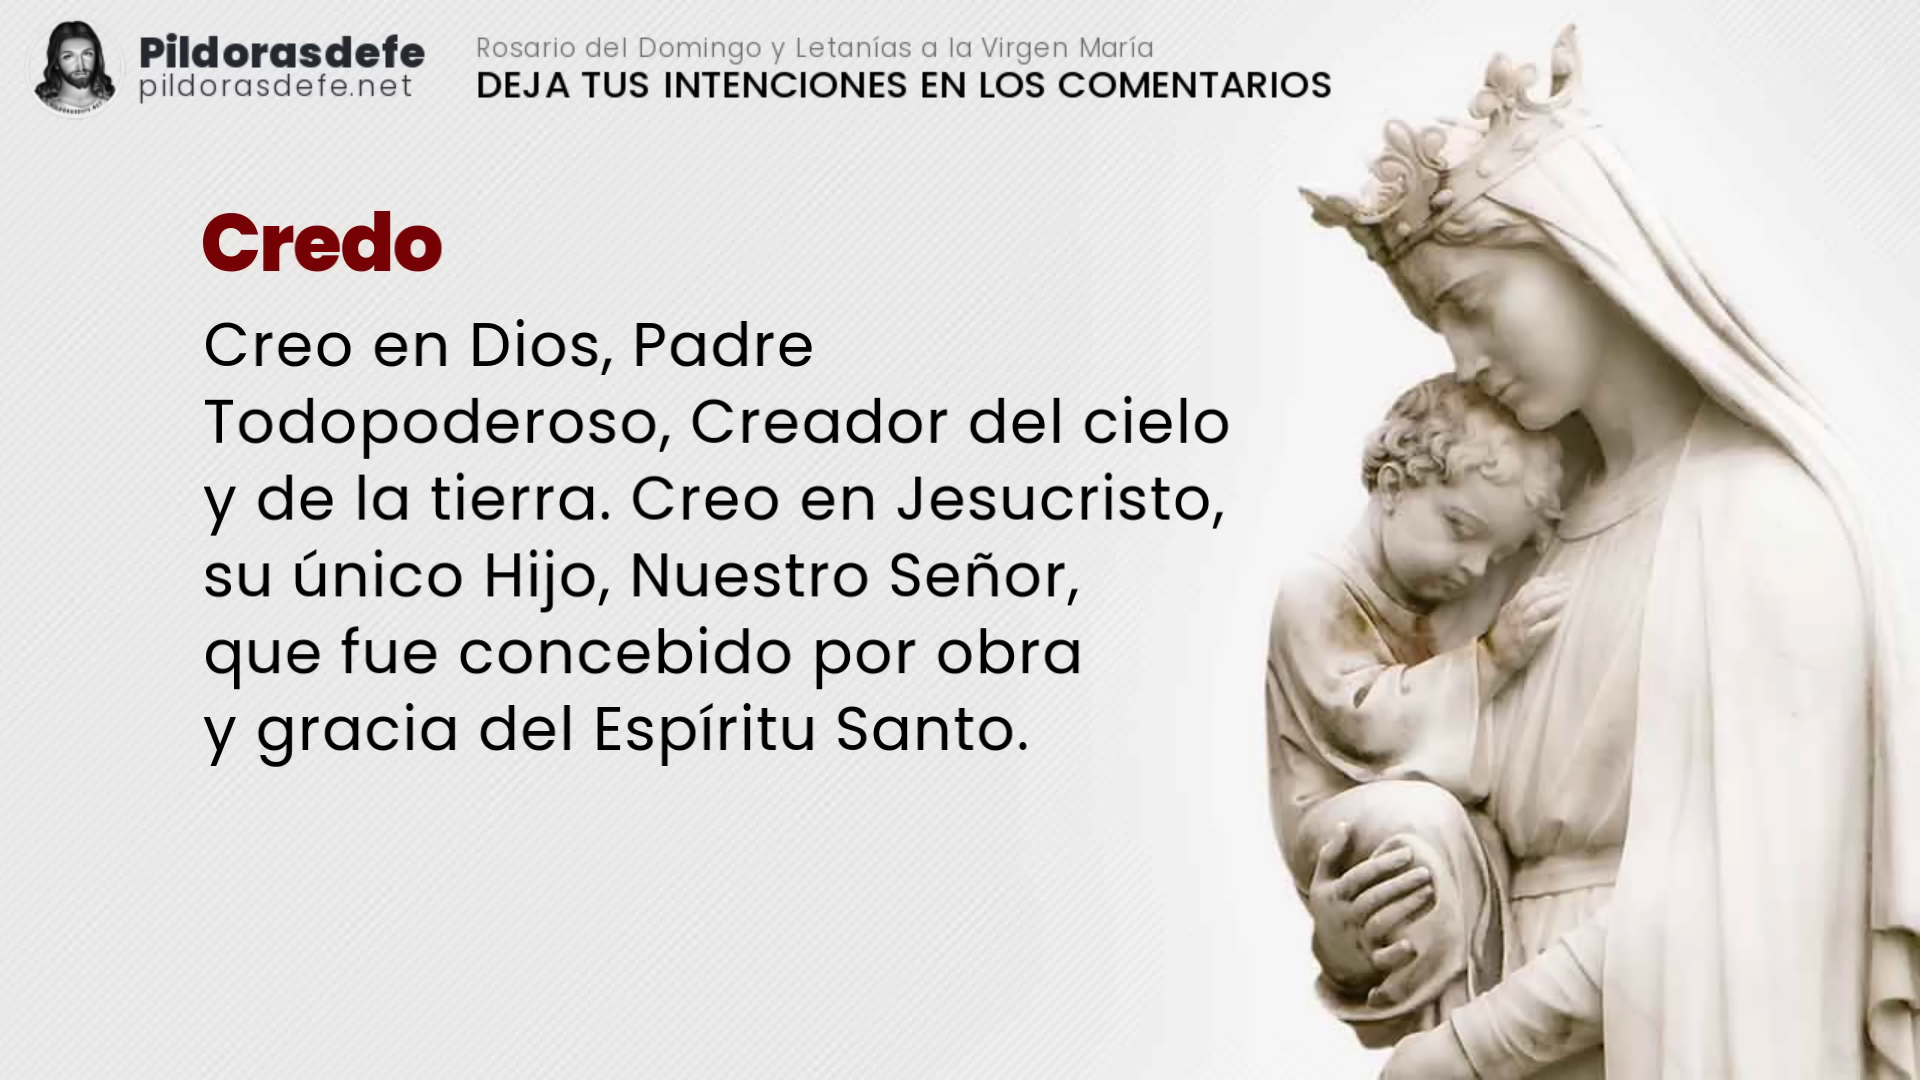 Pildorasdefe
pildorasdefe.net
Rosario del Domingo y Letanías a la Virgen María
DEJA TUS INTENCIONES EN LOS COMENTARIOS
Credo
Creo en Dios, Padre
Todopoderoso, Creador del cielo
y de la tierra. Creo en Jesucristo,
su único Hijo, Nuestro Señor,
que fue concebido por obra
y gracia del Espíritu Santo.